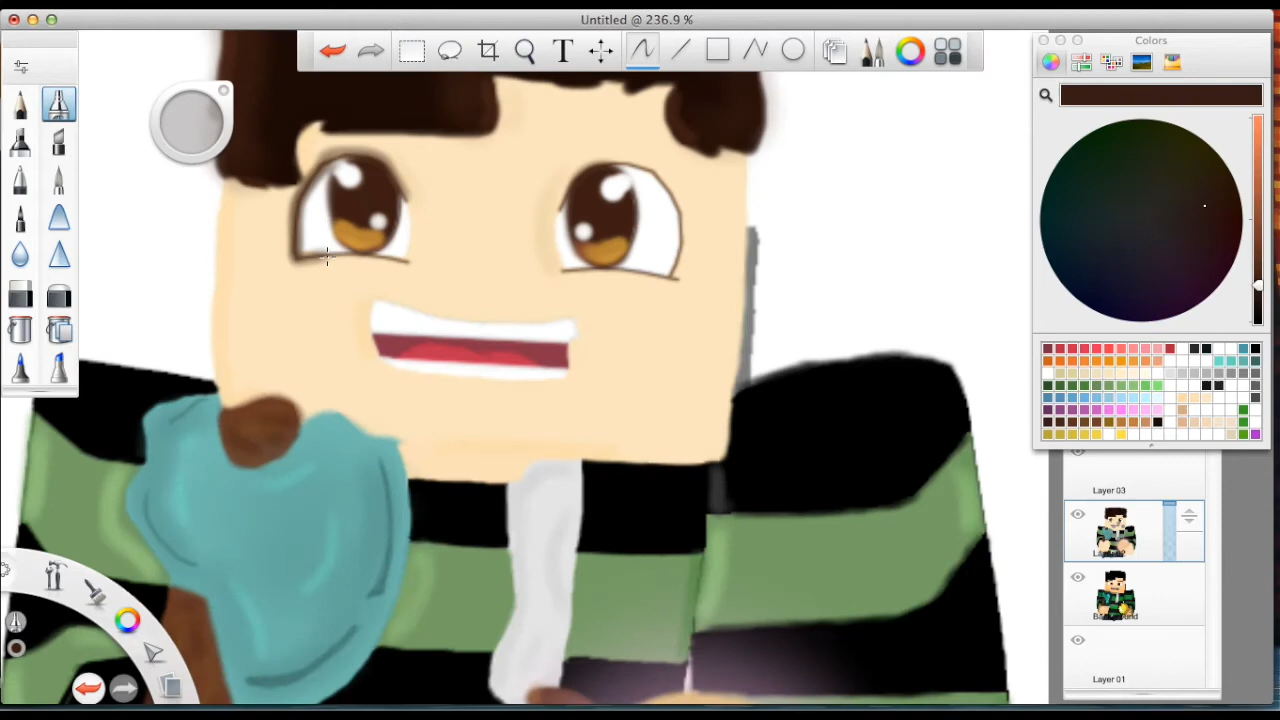 Untitled @ 236.9 %
T
Colors
Layer 03
Layer 01